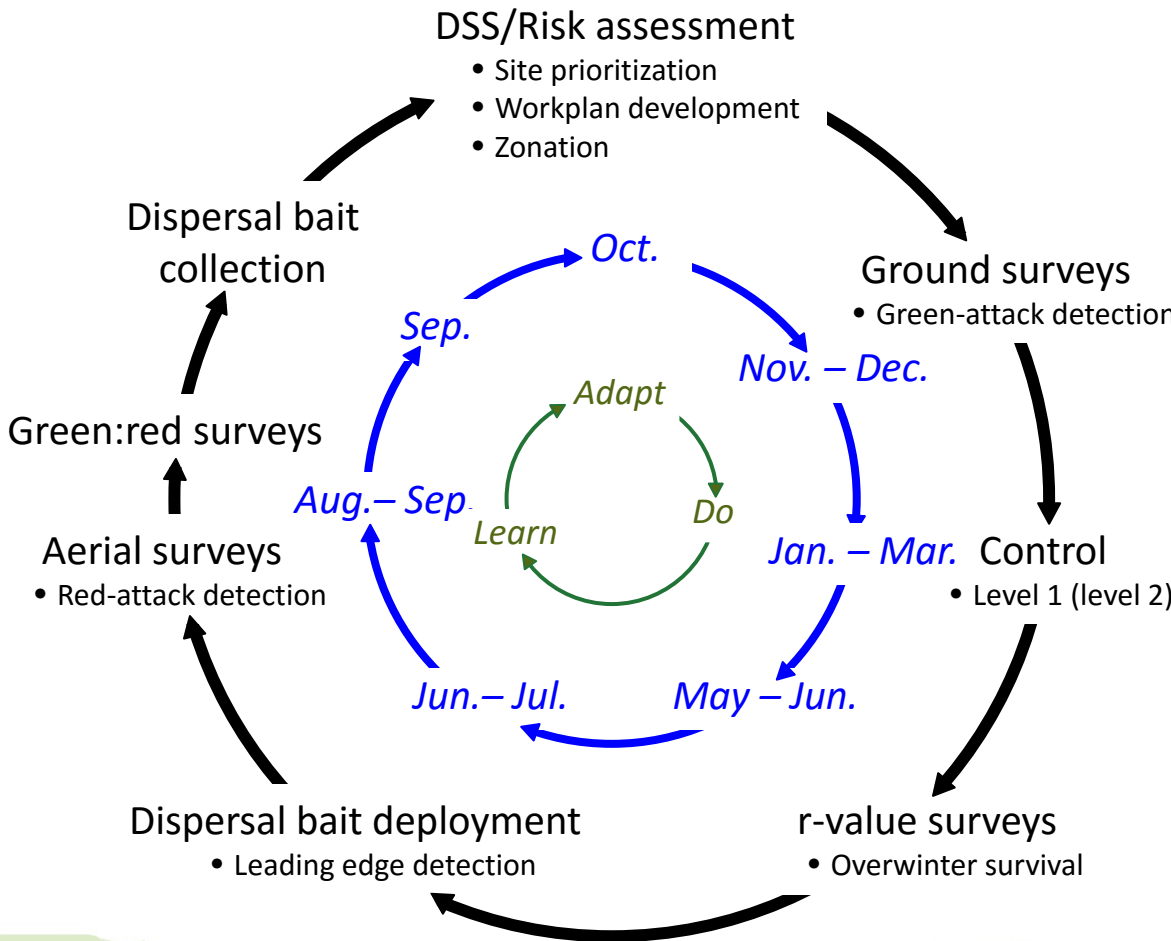 DSS/Risk assessment
• Site prioritization
• Workplan development
• Zonation
Dispersal bait
collection
Oct.
Ground surveys
• Green-attack detection
Sep.
Nov. – Dec.
Adapt
Green:red surveys
Aug.– Sep.
Learn
Do
Aerial surveys
• Red-attack detection
Jan. – Mar.
Control
• Level 1 (level 2)
Jun.– Jul.
May – Jun.
Dispersal bait deployment
• Leading edge detection
r-value surveys
• Overwinter survival